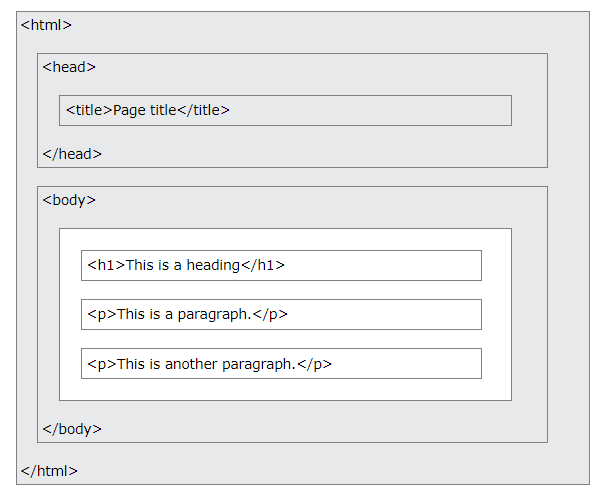 <html>
<head>
<title>Page title</title>
</head>
<body>
<h1>This is a heading</h1>
<p>This is a paragraph.</p>
<p>This is another paragraph.</p>
</body>
</html>